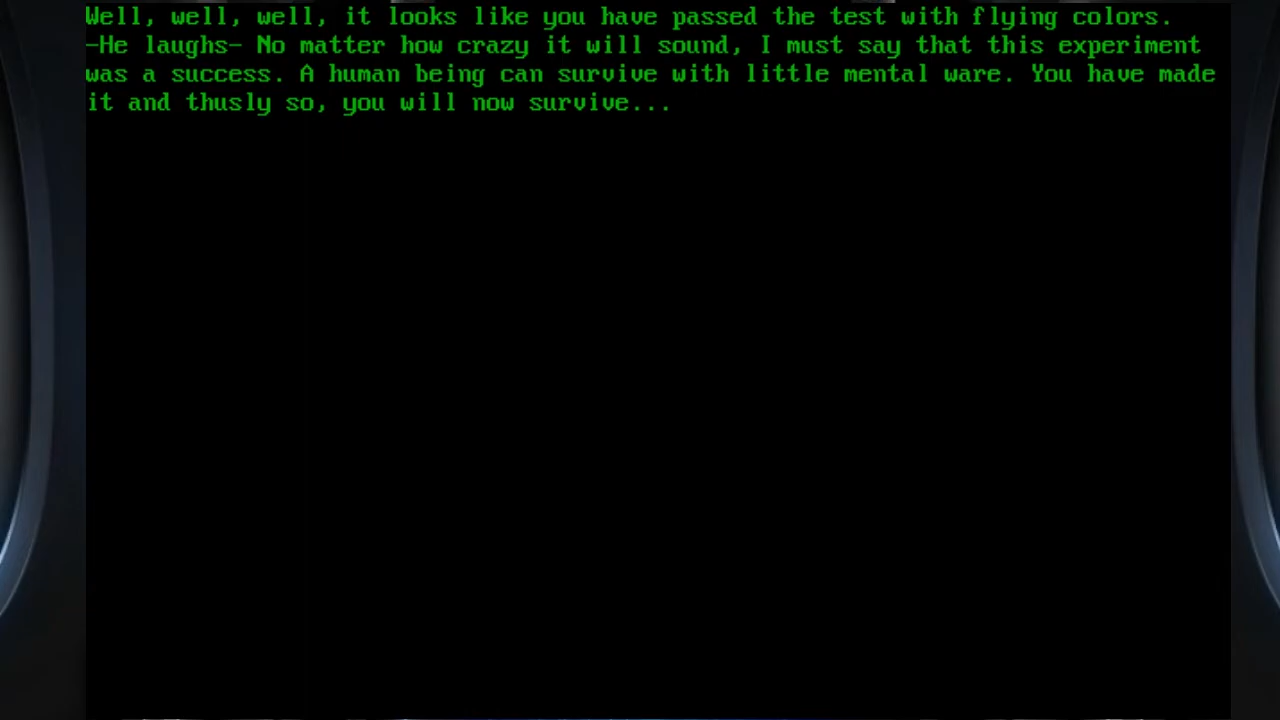 Well, well, well, it looks like you have passed the test with flying colors.
-He laughs- No matter how crazy it will sound, I must say that this experiment
was a success. A human being can survive with little mental ware. You have made
it and thusly so, you will now survive...